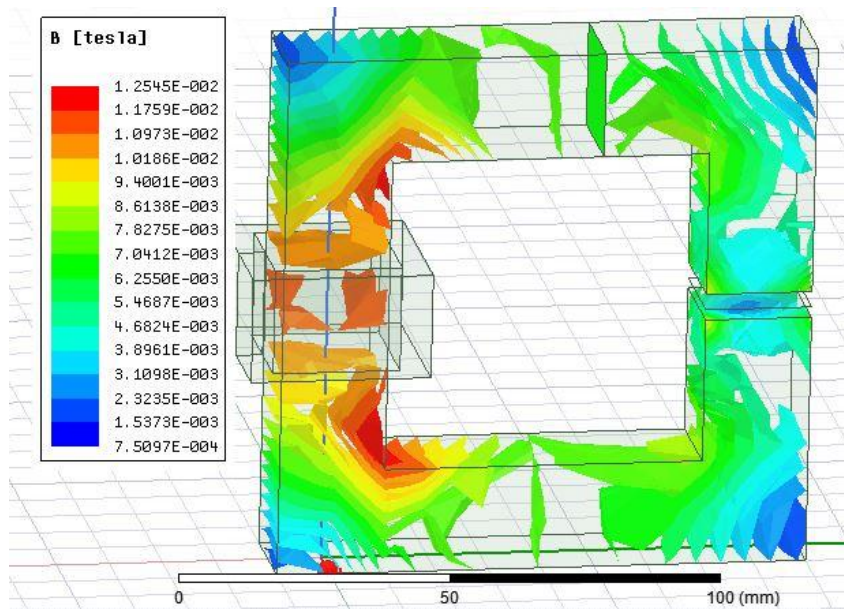 B [tesla]
1.2545E-002
1.1759E-002
1.0973E-002
1.0186E-002
9.4001E-003
8.6138E-003
7.8275E-003
7.0412E-003
6.2550E-003
5.4687E-003
4.6824E-003
3.8961E-003
3.1098E-003
2.3235E-003
1.5373E-003
7.5097E-004
0 50 100 (mm)